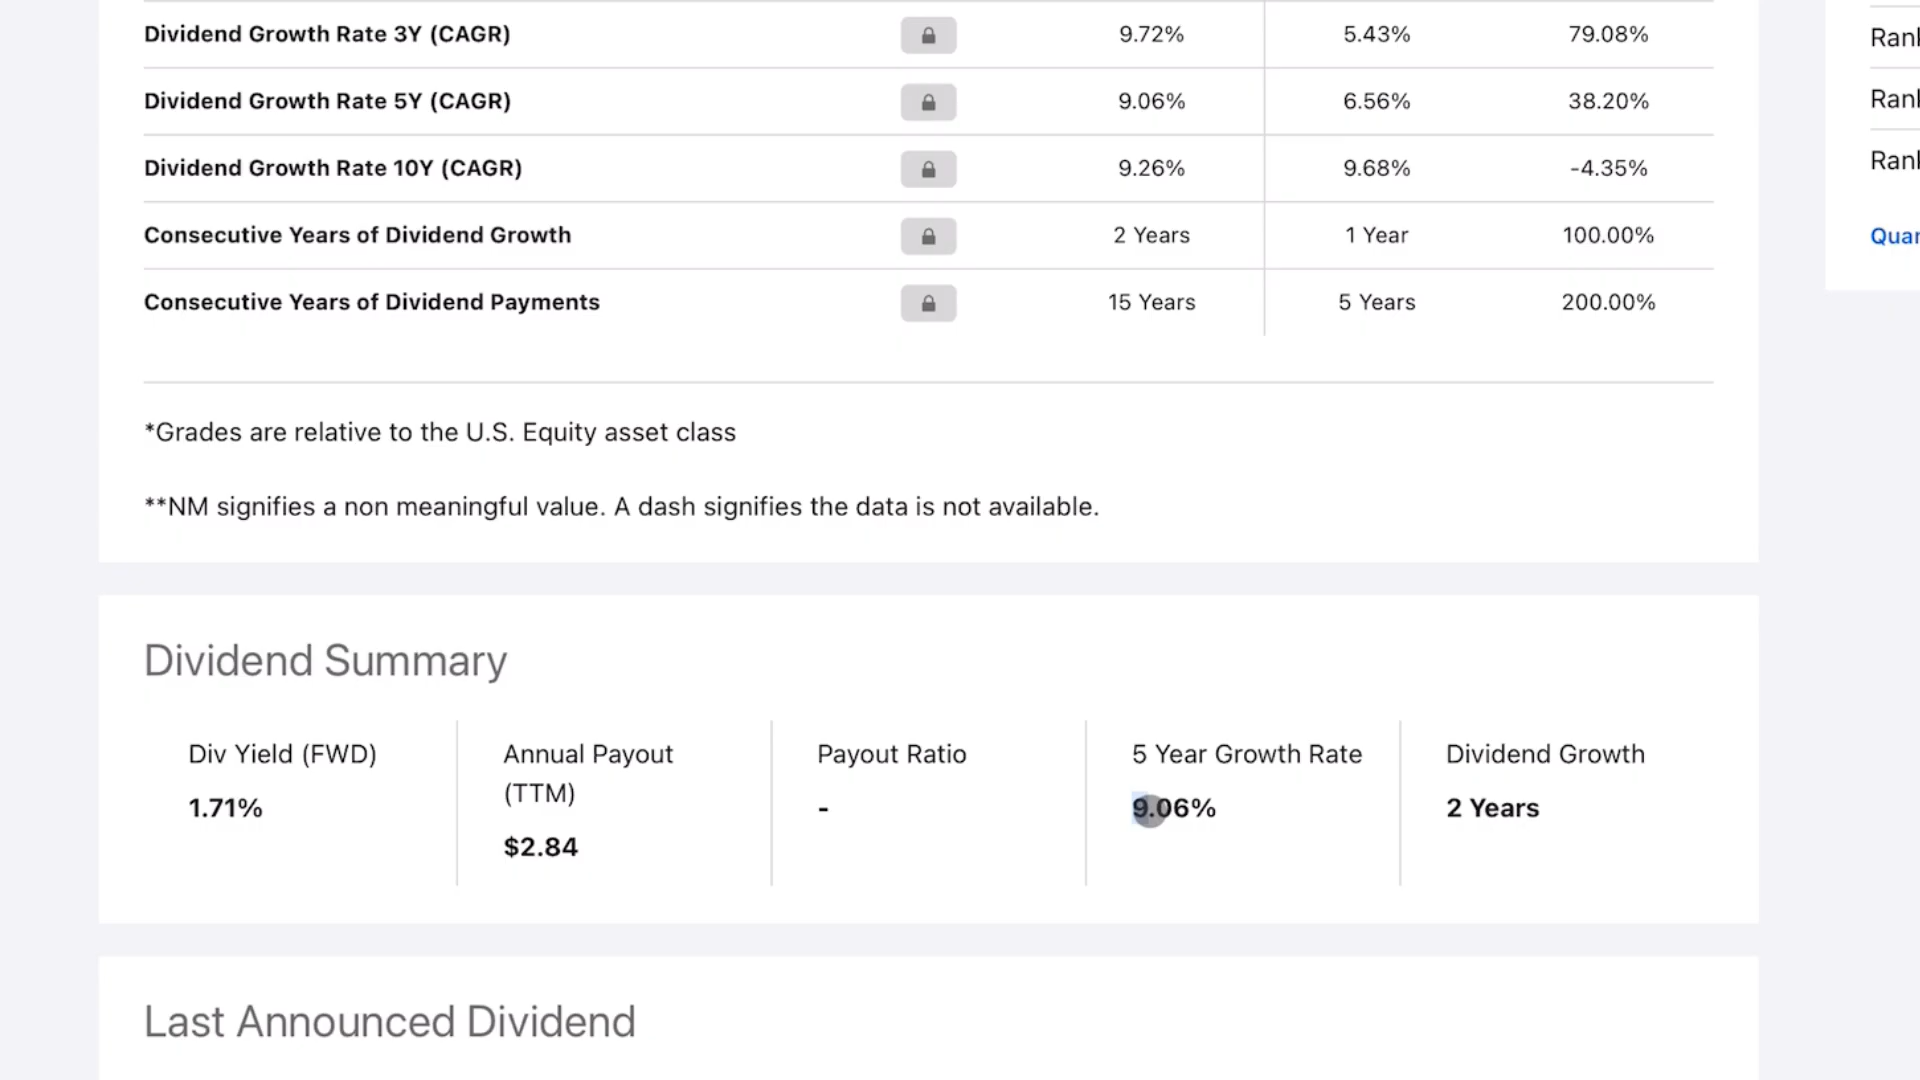 Dividend Growth Rate 3Y (CAGR) 9.72% 5.43% 79.08%
Dividend Growth Rate 5Y (CAGR) 9.06% 6.56% 38.20%
Dividend Growth Rate 10Y (CAGR) 9.26% 9.68% -4.35%
Consecutive Years of Dividend Growth 2 Years 1 Year 100.00%
Consecutive Years of Dividend Payments 15 Years 5 Years 200.00%
*Grades are relative to the U.S. Equity asset class
**NM signifies a non meaningful value. A dash signifies the data is not available.
Dividend Summary
Div Yield (FWD)
1.71%
Annual Payout
(TTM)
$2.84
Payout Ratio
-
5 Year Growth Rate
9.06%
Dividend Growth
2 Years
Last Announced Dividend